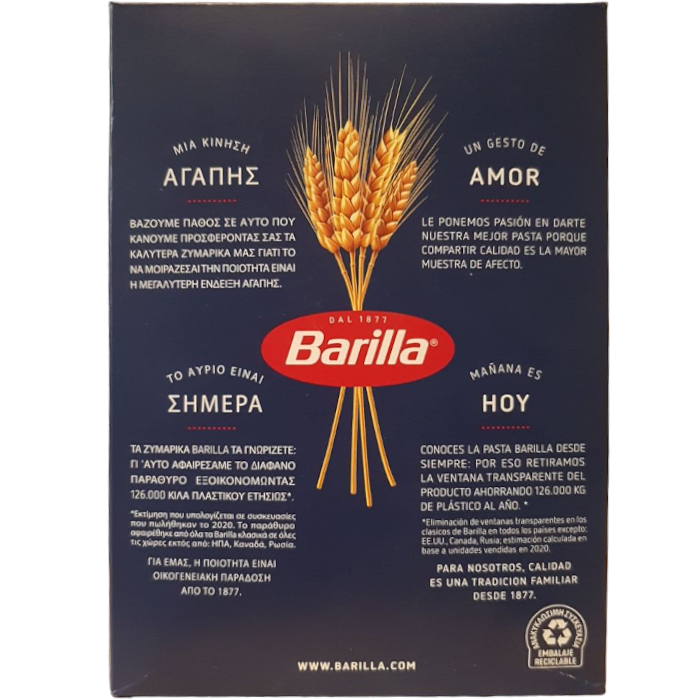 ΜΙΑ ΚΙΝΗΣΗ
ΑΓΑΠΗΣ
ΒΑΖΟΥΜΕ ΠΑΘΟΣ ΣΕ ΑΥΤΟ ΠΟΥ
ΚΑΝΟΥΜΕ ΠΡΟΣΦΕΡΟΝΤΑΣ ΣΑΣ ΤΑ
ΚΑΛΥΤΕΡΑ ΖΥΜΑΡΙΚΑ ΜΑΣ ΓΙΑΤΙ ΤΟ
ΝΑ ΜΟΙΡΑΖΕΣΑΙ ΤΗΝ ΠΟΙΟΤΗΤΑ ΕΙΝΑΙ
Η ΜΕΓΑΛΥΤΕΡΗ ΕΝΔΕΙΞΗ ΑΓΑΠΗΣ.
UN GESTO DE
AMOR
LE PONEMOS PASIÓN EN DARTE
NUESTRA MEJOR PASTA PORQUE
COMPARTIR CALIDAD ES LA MAYOR
MUESTRA DE AFECTO.
DAL 1877
Barilla®
ΤΟ ΑΥΡΙΟ ΕΙΝΑΙ
ΣΗΜΕΡΑ
ΤΑ ΖΥΜΑΡΙΚΑ BARILLA ΤΑ ΓΝΩΡΙΖΕΤΕ:
ΓΙ 'ΑΥΤΟ ΑΦΑΙΡΕΣΑΜΕ ΤΟ ΔΙΑΦΑΝΟ
ΠΑΡΑΘΥΡΟ ΕΞΟΙΚΟΝΟΜΩΝΤΑΣ
126.000 ΚΙΛΑ ΠΛΑΣΤΙΚΟΥ ΕΤΗΣΙΩΣ*.
*Εκτίμηση που υπολογίζεται σε συσκευασίες
που πωλήθηκαν το 2020. Το παράθυρο
αφαιρέθηκε από όλα τα Barilla κλασικά σε όλες
τις χώρες εκτός από: ΗΠΑ, Καναδά, Ρωσία.
ΓΙΑ ΕΜΑΣ, Η ΠΟΙΟΤΗΤΑ ΕΙΝΑΙ
ΟΙΚΟΓΕΝΕΙΑΚΗ ΠΑΡΑΔΟΣΗ
ΑΠΟ ΤΟ 1877.
MAÑANA ES
HOY
CONOCES LA PASTA BARILLA DESDE
SIEMPRE: POR ESO RETIRAMOS
LA VENTANA TRANSPARENTE DEL
PRODUCTO AHORRANDO 126.000 KG
DE PLÁSTICO AL AÑO. *
*Eliminación de ventanas transparentes en los
clasicos de Barilla en todos los países excepto:
EE.UU., Canada, Rusia; estimación calculada en
base a unidades vendidas en 2020.
PARA NOSOTROS, CALIDAD
ES UNA TRADICION FAMILIAR
DESDE 1877.
ΑΝΑΚΥΚΛΩΣΙΜΗ ΣΥΣΚΕΥΑΣΙΑ
EMBALAJE
RECICLABLE
WWW.BARILLA.COM